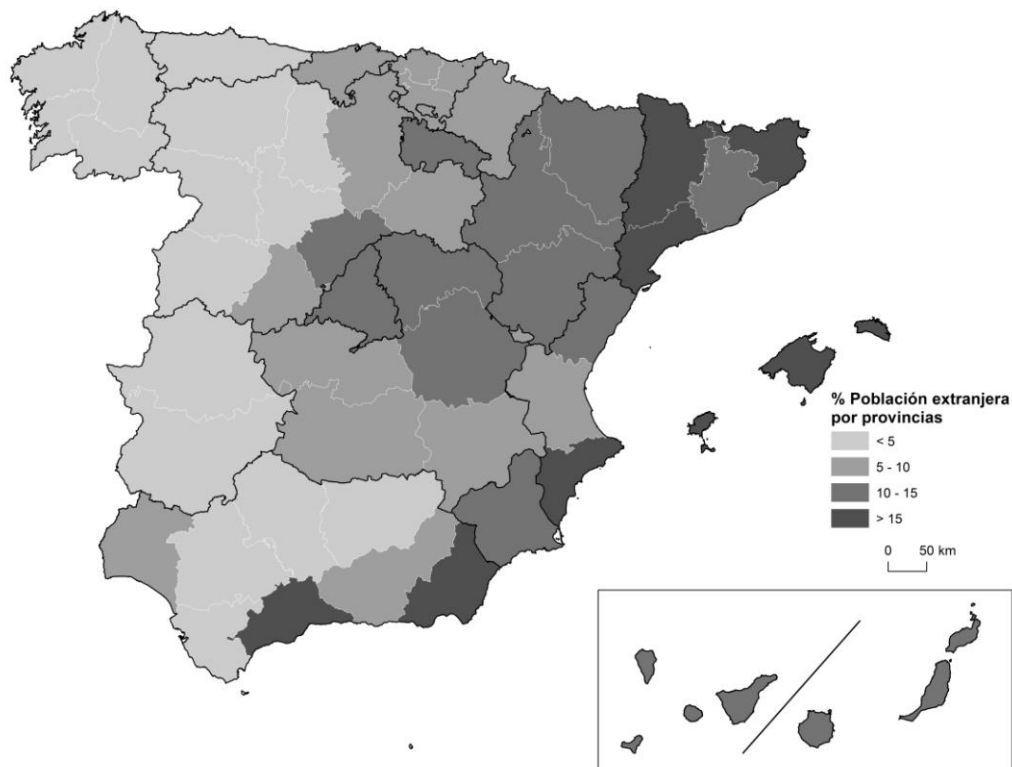 % Población extranjera
por provincias
< 5
5 - 10
10 - 15
> 15
0 50 km